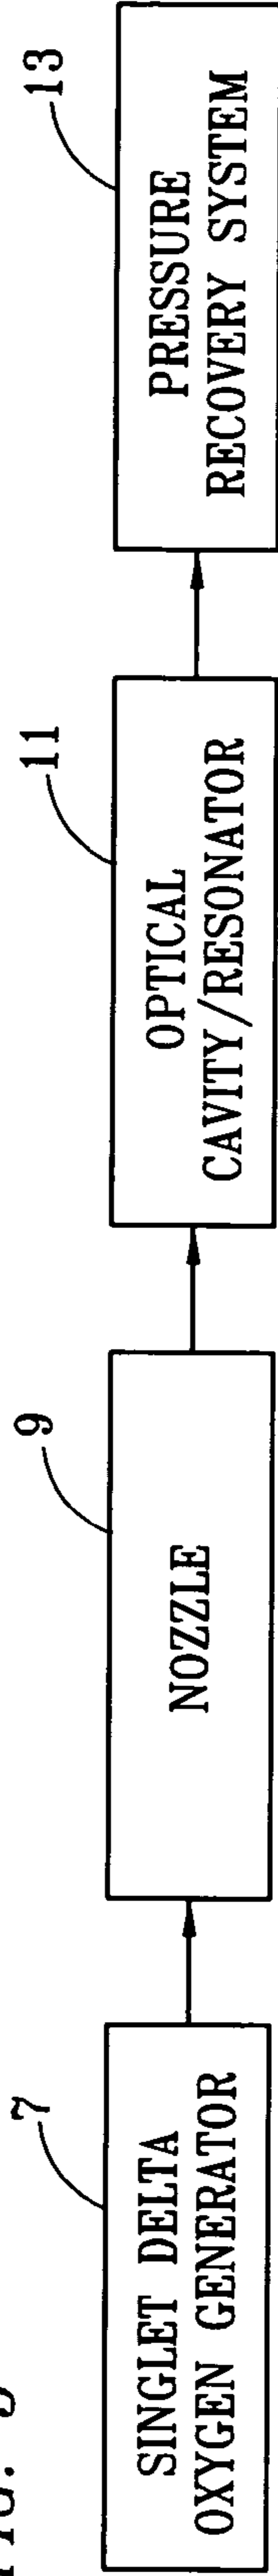 7
SINGLET DELTA
OXYGEN GENERATOR
9
NOZZLE
11
OPTICAL
CAVITY/RESONATOR
13
PRESSURE
RECOVERY SYSTEM